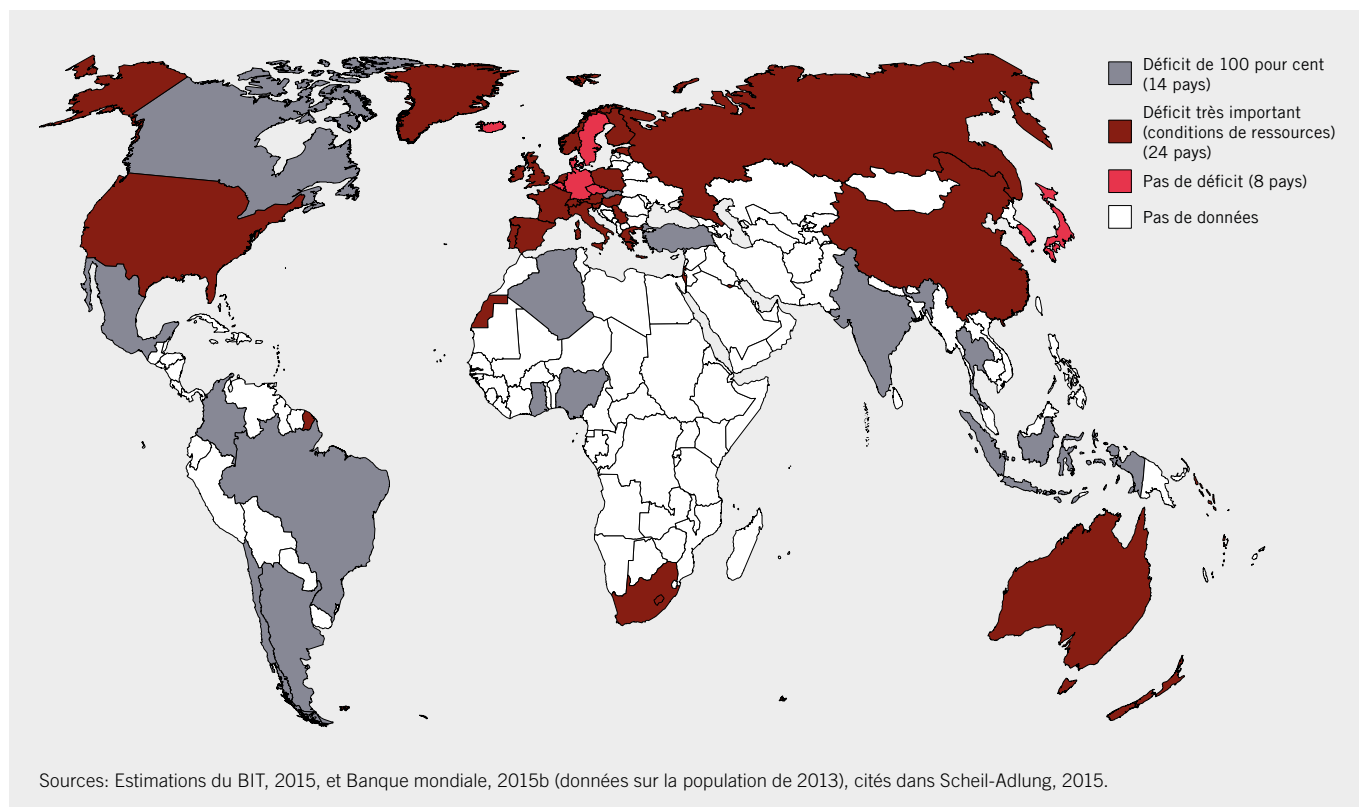 Déficit de 100 pour cent
(14 pays)
Déficit très important
(conditions de ressources)
(24 pays)
Pas de déficit (8 pays)
Pas de données
Sources: Estimations du BIT, 2015, et Banque mondiale, 2015b (données sur la population de 2013), cités dans Scheil-Adlung, 2015.